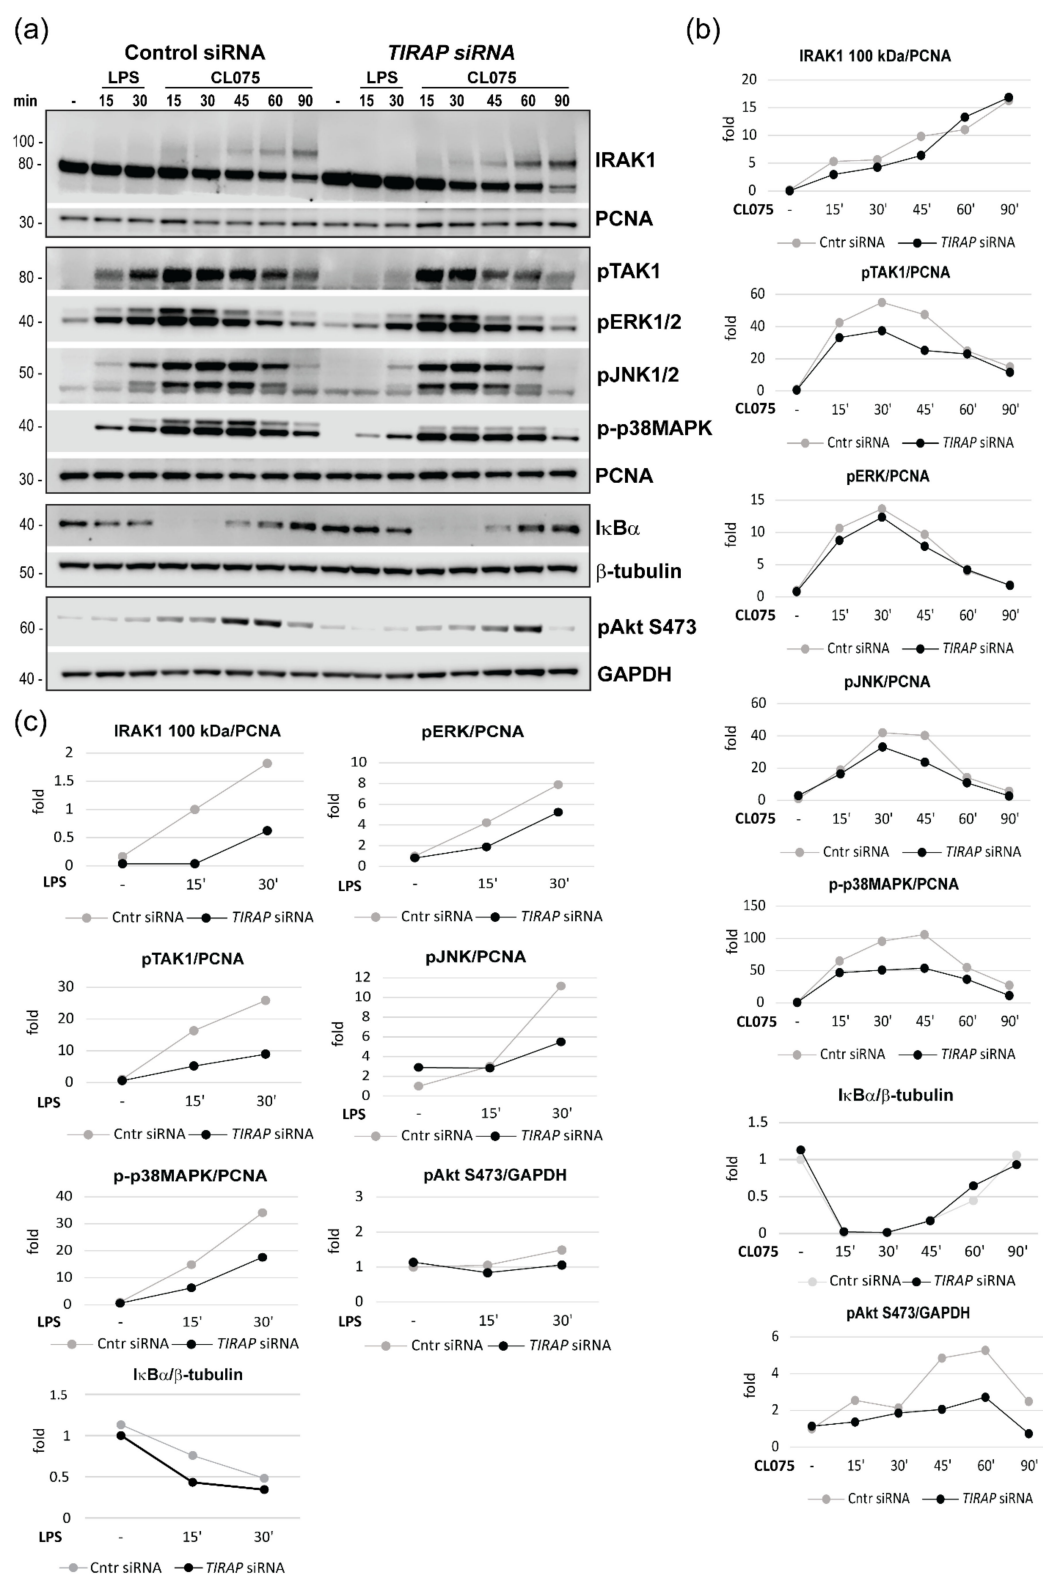 (a)
Control siRNA TIRAP siRNA
LPS CL075 LPS CL075
min - 15 30 15 30 45 60 90 - 15 30 15 30 45 60 90
100 -
80 -
IRAK1
30 -
PCNA
80 -
pTAK1
40 -
pERK1/2
50 -
pJNK1/2
40 -
p-p38MAPK
30 -
PCNA
40 -
IκBα
50 -
β-tubulin
60 -
pAkt S473
40 -
GAPDH
(b)
IRAK1 100 kDa/PCNA
20
15
10
5
0
fold
CL075 - 15' 30' 45' 60' 90'
Cntr siRNA TIRAP siRNA
pTAK1/PCNA
60
40
20
0
fold
CL075 - 15' 30' 45' 60' 90'
Cntr siRNA TIRAP siRNA
pERK/PCNA
15
10
5
0
fold
CL075 - 15' 30' 45' 60' 90'
Cntr siRNA TIRAP siRNA
pJNK/PCNA
60
40
20
0
fold
CL075 - 15' 30' 45' 60' 90'
Cntr siRNA TIRAP siRNA
p-p38MAPK/PCNA
150
100
50
0
fold
CL075 - 15' 30' 45' 60' 90'
Cntr siRNA TIRAP siRNA
IκBα/β-tubulin
1.5
1
0.5
0
fold
CL075 - 15' 30' 45' 60' 90'
Cntr siRNA TIRAP siRNA
pAkt S473/GAPDH
6
4
2
0
fold
CL075 - 15' 30' 45' 60' 90'
Cntr siRNA TIRAP siRNA
(c)
IRAK1 100 kDa/PCNA
2
1.5
1
0.5
0
fold
LPS - 15' 30'
Cntr siRNA TIRAP siRNA
pERK/PCNA
10
8
6
4
2
0
fold
LPS - 15' 30'
Cntr siRNA TIRAP siRNA
pTAK1/PCNA
30
20
10
0
fold
LPS - 15' 30'
Cntr siRNA TIRAP siRNA
pJNK/PCNA
12
10
8
6
4
2
0
fold
LPS - 15' 30'
Cntr siRNA TIRAP siRNA
p-p38MAPK/PCNA
40
30
20
10
0
fold
LPS - 15' 30'
Cntr siRNA TIRAP siRNA
pAkt S473/GAPDH
3
2
1
0
fold
LPS - 15' 30'
Cntr siRNA TIRAP siRNA
IκBα/β-tubulin
1.5
1
0.5
0
fold
LPS - 15' 30'
Cntr siRNA TIRAP siRNA